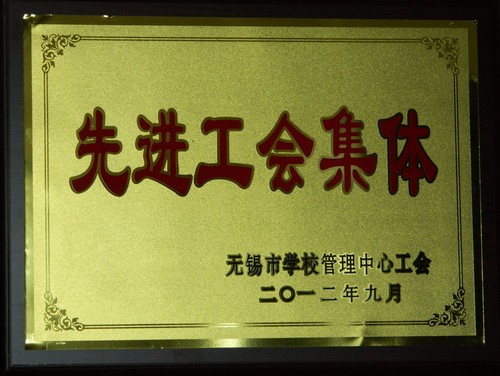 先进工会集体
无锡市学校管理中心工会
二〇一二年九月